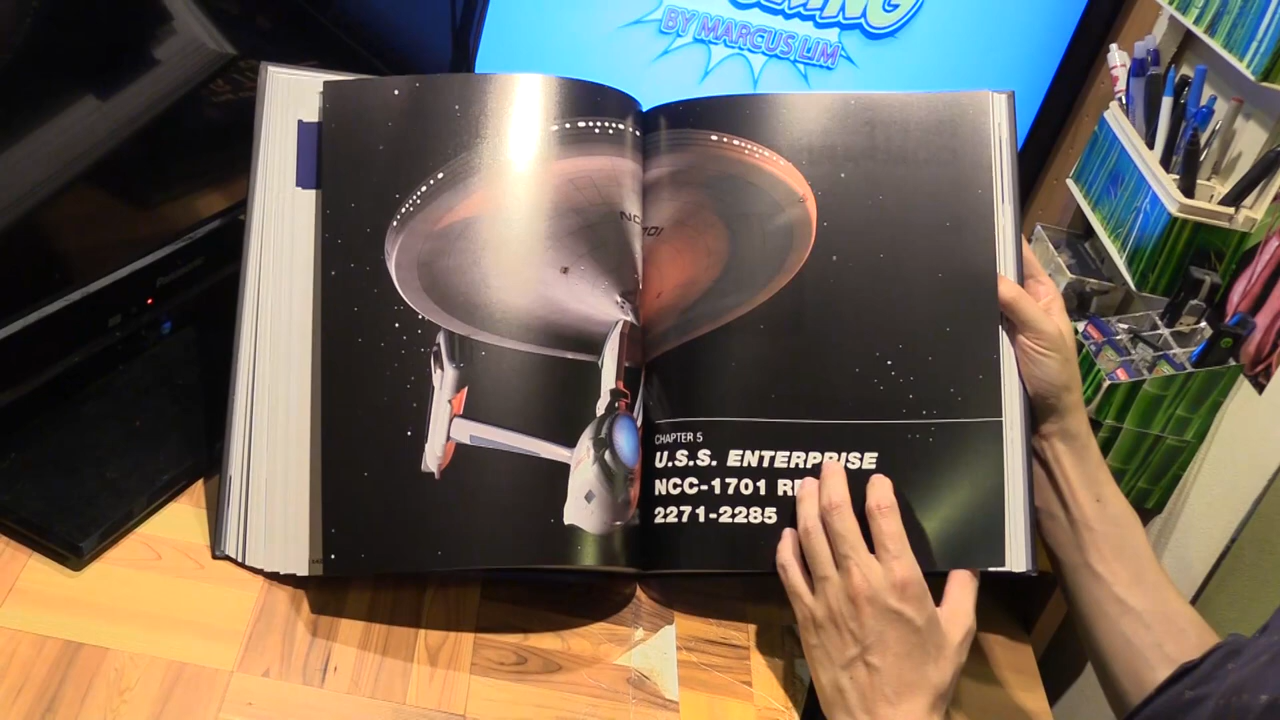 BY MARCUS LIM
CHAPTER 5
U.S.S. ENTERPRISE
NCC-1701
2271-2285